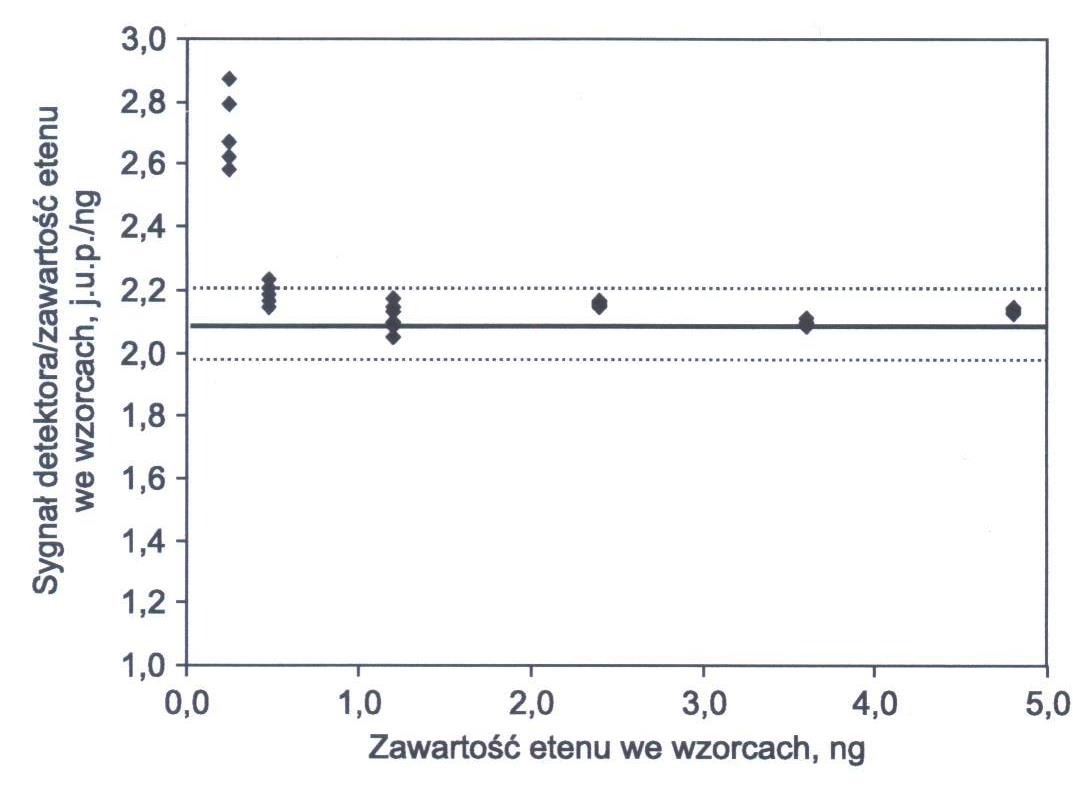 Sygnał detektora/zawartość etenu
we wzorcach, j.u.p./ng
3,0
2,8
2,6
2,4
2,2
2,0
1,8
1,6
1,4
1,2
1,0
0,0 1,0 2,0 3,0 4,0 5,0
Zawartość etenu we wzorcach, ng